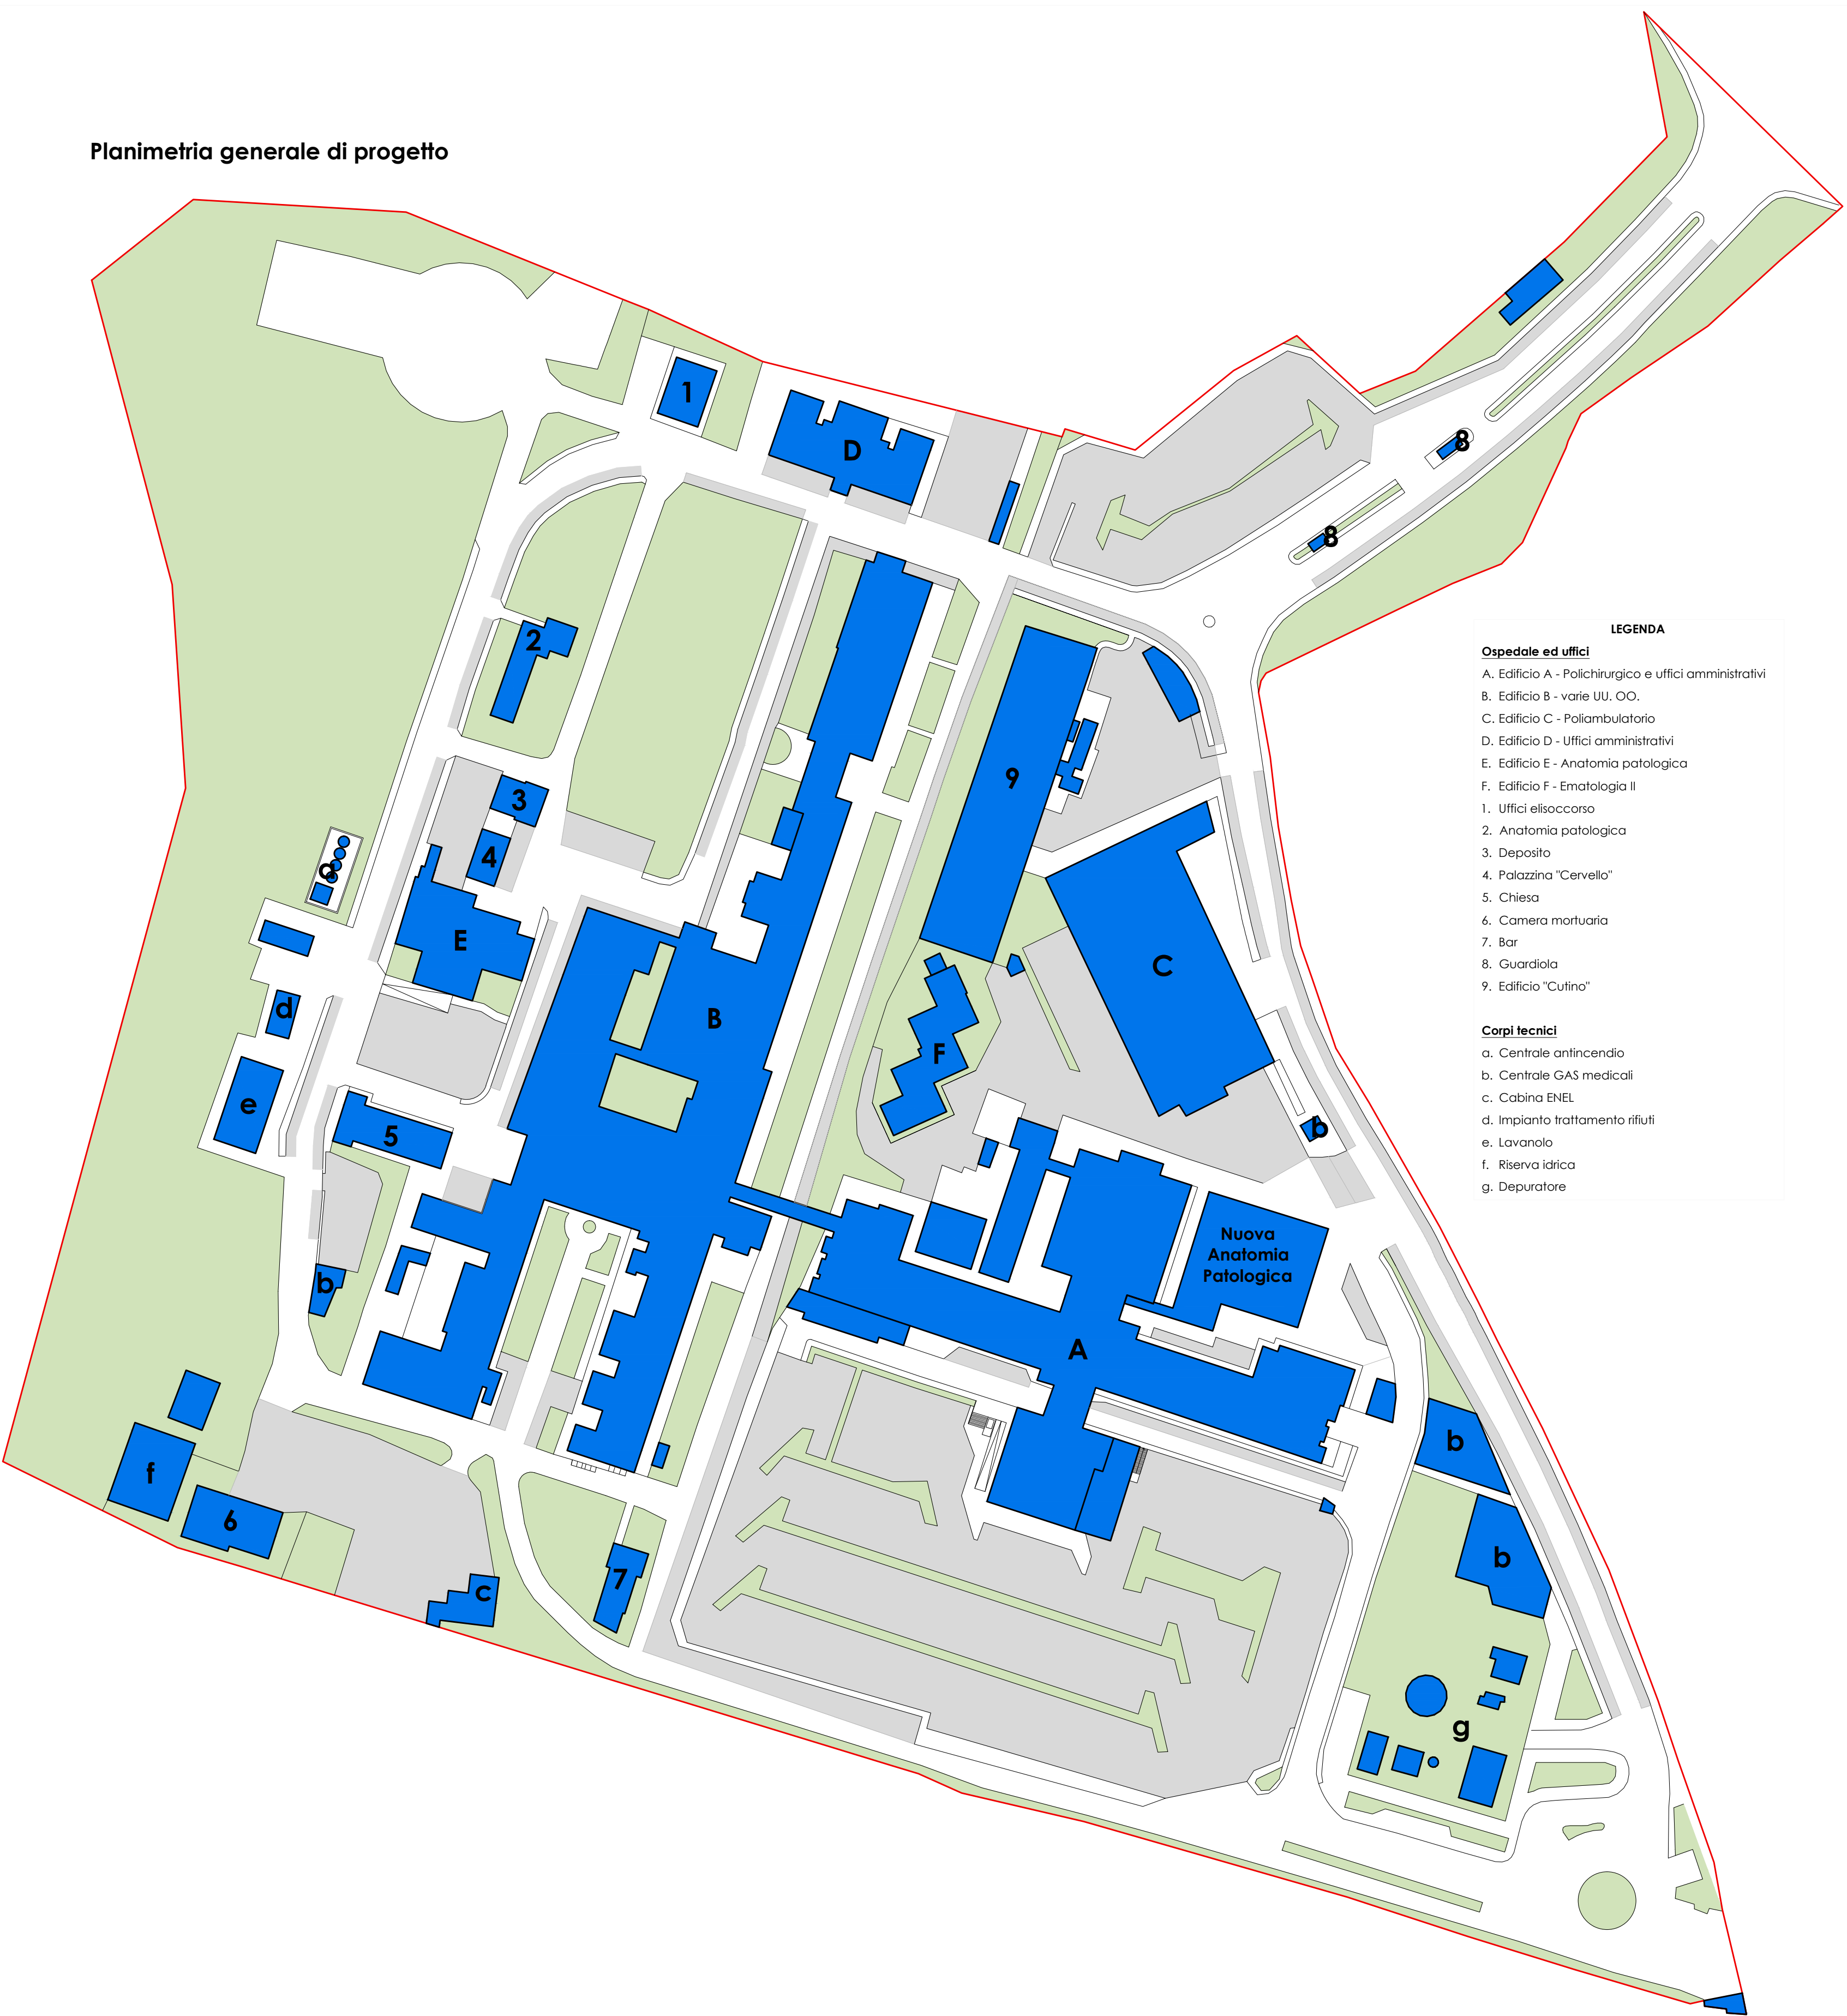 Planimetria generale di progetto
1
D
8
8
2
9
3
4
a
E
C
B
d
F
e
5
b
Nuova
Anatomia
Patologica
b
A
b
f
6
b
7
c
g
LEGENDA
Ospedale ed uffici
A. Edificio A - Polichirurgico e uffici amministrativi
B. Edificio B - varie UU. OO.
C. Edificio C - Poliambulatorio
D. Edificio D - Uffici amministrativi
E. Edificio E - Anatomia patologica
F. Edificio F - Ematologia II
1. Uffici elisoccorso
2. Anatomia patologica
3. Deposito
4. Palazzina "Cervello"
5. Chiesa
6. Camera mortuaria
7. Bar
8. Guardiola
9. Edificio "Cutino"
Corpi tecnici
a. Centrale antincendio
b. Centrale GAS medicali
c. Cabina ENEL
d. Impianto trattamento rifiuti
e. Lavanolo
f. Riserva idrica
g. Depuratore